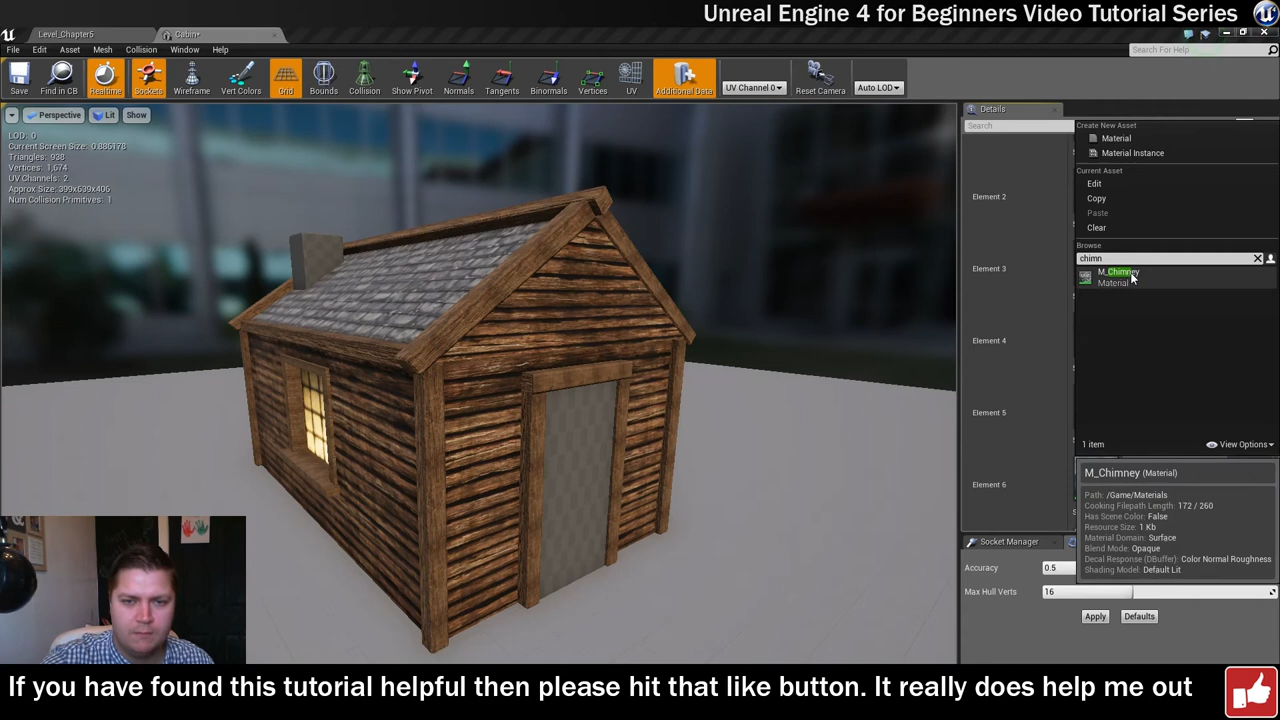 Unreal Engine 4 for Beginners Video Tutorial Series
Level_Chapter5
Cabin*
File Edit Asset Mesh Collision Window Help
Search For Help
Save Find in CB Realtime Sockets Wireframe Vert Colors Grid Bounds Collision Show Pivot Normals Tangents Binormals Vertices UV Additional Data UV Channel 0 Reset Camera Auto LOD
Perspective Lit Show
LOD: 0
Current Screen Size: 0.886178
Triangles: 938
Vertices: 1,674
UV Channels: 2
Approx Size: 399x639x406
Num Collision Primitives: 1
Details
Search
Element 2
Element 3
Element 4
Element 5
Element 6
Create New Asset
Material
Material Instance
Current Asset
Edit
Copy
Paste
Clear
Browse
chimn
M_Chimney
Material
1 item
View Options
M_Chimney (Material)
Path: /Game/Materials
Cooking Filepath Length: 172 / 260
Has Scene Color: False
Resource Size: 1 Kb
Material Domain: Surface
Blend Mode: Opaque
Decal Response (DBuffer): Color Normal Roughness
Shading Model: Default Lit
Socket Manager
Accuracy 0.5
Max Hull Verts 16
Apply Defaults
If you have found this tutorial helpful then please hit that like button. It really does help me out